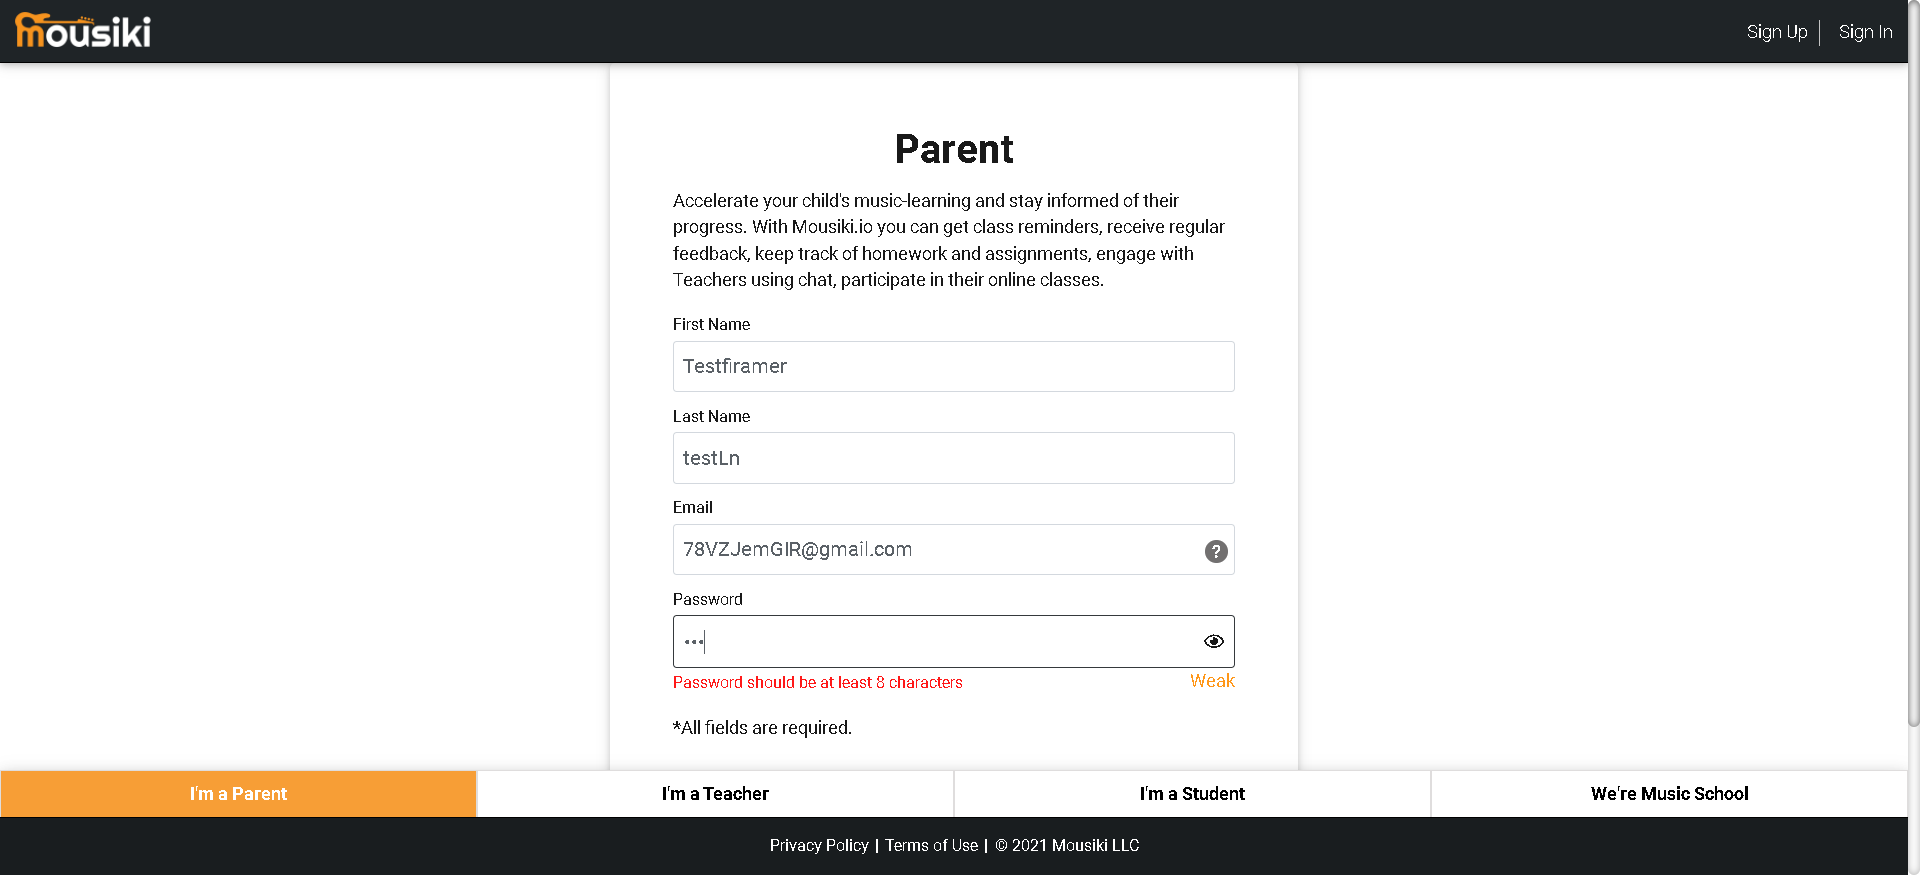 mousiki
Sign Up
Sign In
Parent
Accelerate your child's music-learning and stay informed of their
progress. With Mousiki.io you can get class reminders, receive regular
feedback, keep track of homework and assignments, engage with
Teachers using chat, participate in their online classes.
First Name
Testfiramer
Last Name
testLn
Email
78VZJemGIR@gmail.com
?
Password
•••
Password should be at least 8 characters
Weak
*All fields are required.
I'm a Parent
I'm a Teacher
I'm a Student
We're Music School
Privacy Policy | Terms of Use | © 2021 Mousiki LLC